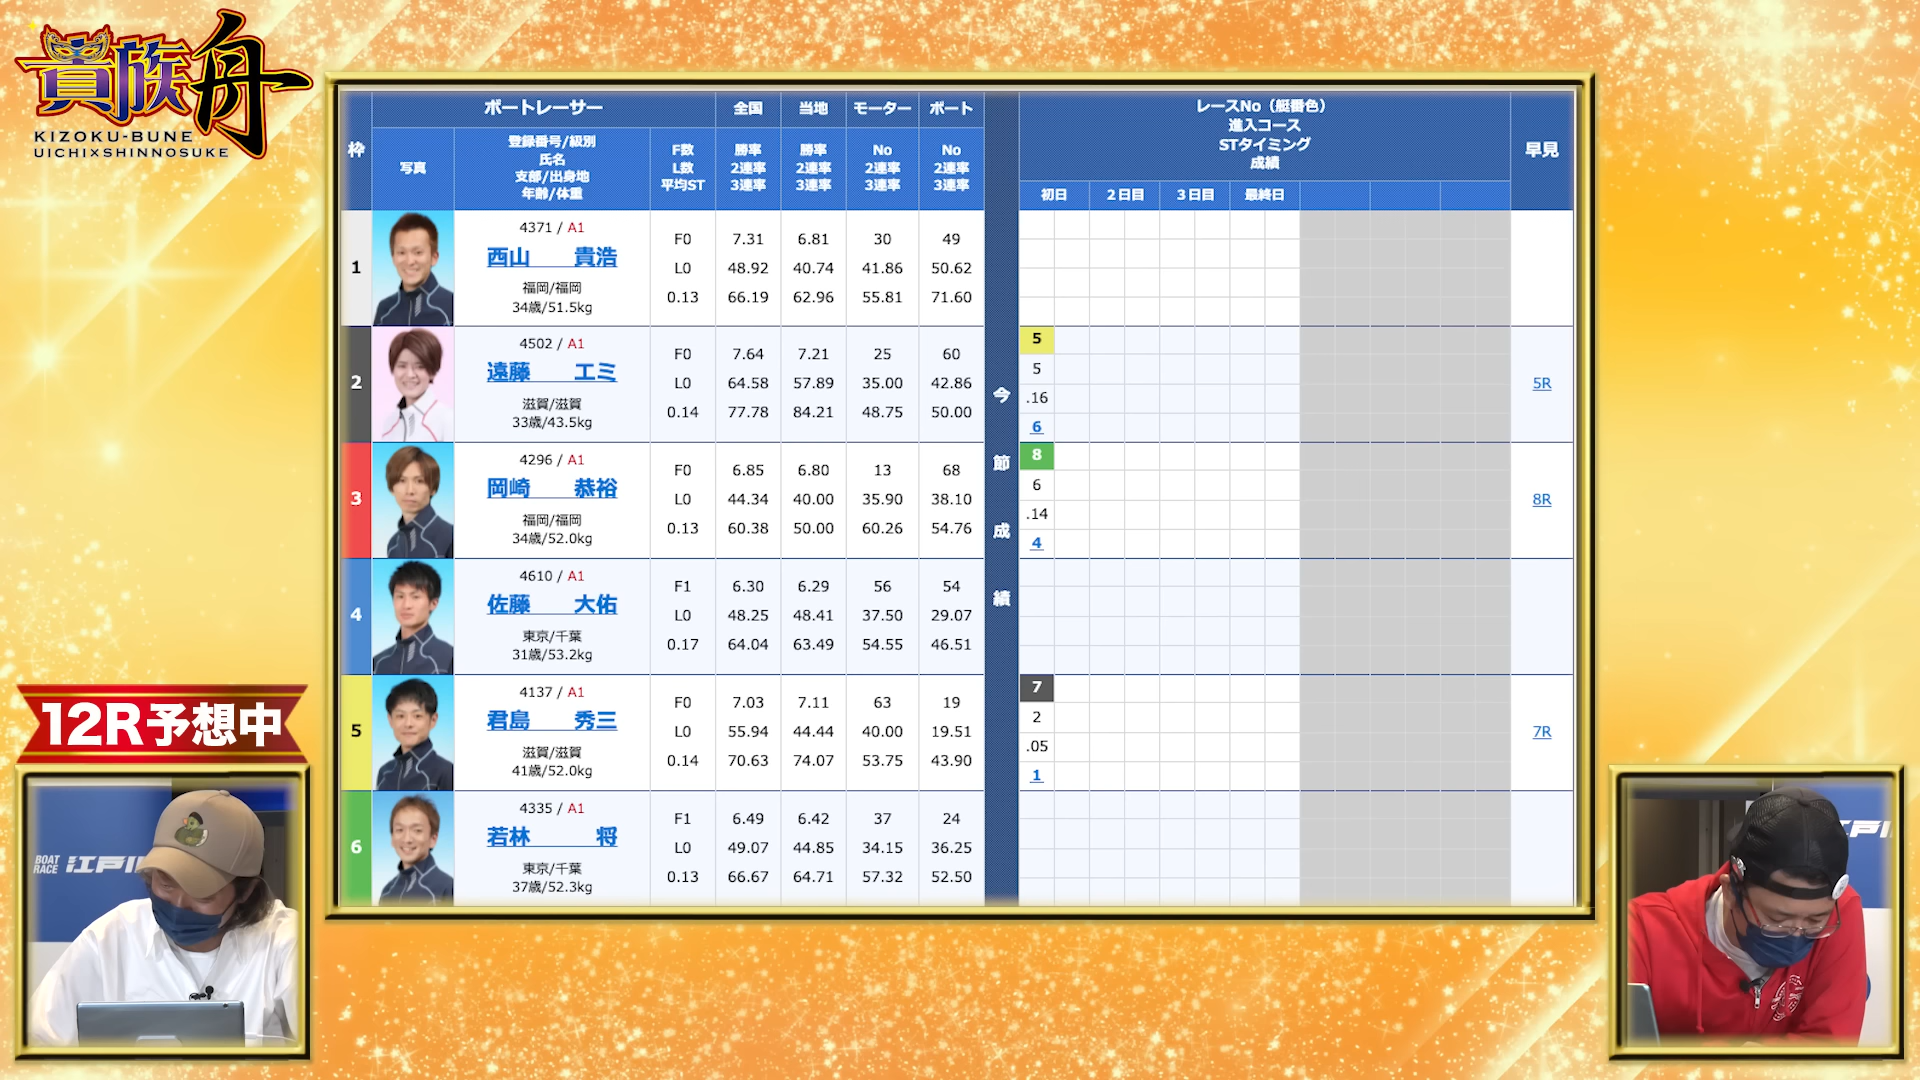 貴族舟
KIZOKU-BUNE
UICHI×SHINNOSUKE
枠
ボートレーサー
全国
当地
モーター
ボート
写真
登録番号/級別
氏名
支部/出身地
年齢/体重
F数
L数
平均ST
勝率
2連率
3連率
勝率
2連率
3連率
No
2連率
3連率
No
2連率
3連率
今節成績
レースNo（艇番色）
進入コース
STタイミング
成績
初日
２日目
３日目
最終日
早見
1
4371 / A1
西山　　貴浩
福岡/福岡
34歳/51.5kg
F0
L0
0.13
7.31
48.92
66.19
6.81
40.74
62.96
30
41.86
55.81
49
50.62
71.60
2
4502 / A1
遠藤　　エミ
滋賀/滋賀
33歳/43.5kg
F0
L0
0.14
7.64
64.58
77.78
7.21
57.89
84.21
25
35.00
48.75
60
42.86
50.00
5
5
.16
6
5R
3
4296 / A1
岡崎　　恭裕
福岡/福岡
34歳/52.0kg
F0
L0
0.13
6.85
44.34
60.38
6.80
40.00
50.00
13
35.90
60.26
68
38.10
54.76
8
6
.14
4
8R
4
4610 / A1
佐藤　　大佑
東京/千葉
31歳/53.2kg
F1
L0
0.17
6.30
48.25
64.04
6.29
48.41
63.49
56
37.50
54.55
54
29.07
46.51
5
4137 / A1
君島　　秀三
滋賀/滋賀
41歳/52.0kg
F0
L0
0.14
7.03
55.94
70.63
7.11
44.44
74.07
63
40.00
53.75
19
19.51
43.90
7
2
.05
1
7R
6
4335 / A1
若林　　　将
東京/千葉
37歳/52.3kg
F1
L0
0.13
6.49
49.07
66.67
6.42
44.85
64.71
37
34.15
57.32
24
36.25
52.50
12R予想中
BOAT
RACE
江戸川